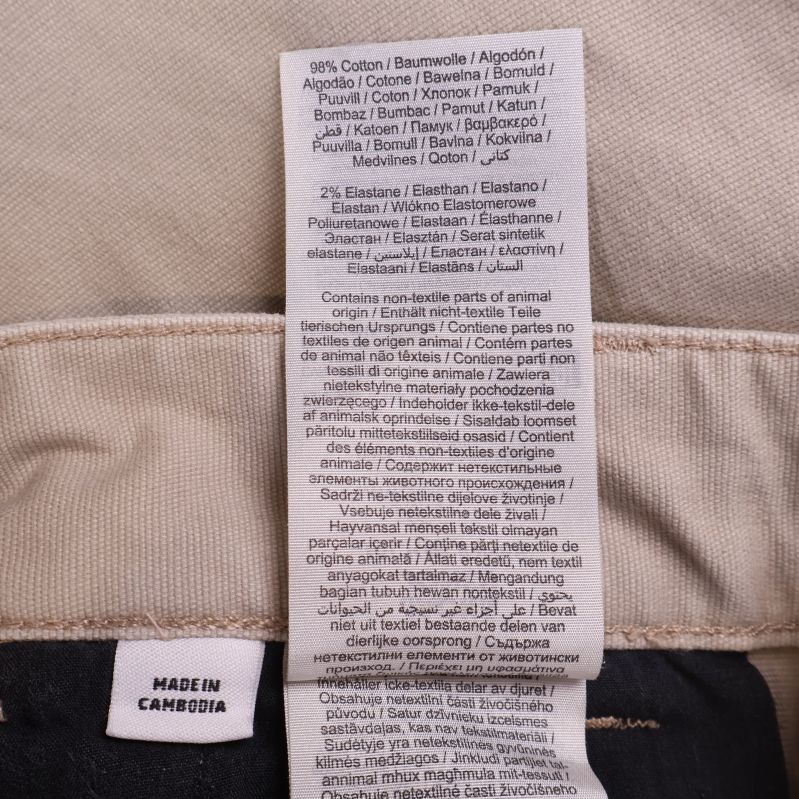 98% Cotton / Baumwolle / Algodón /
Algodão / Cotone / Bawełna / Bomuld /
Puuvill / Coton / Хлопок / Pamuk /
Bombaz / Bumbac / Pamut / Katun /
قطن / Katoen / Памук / βαμβακερό /
Puuvilla / Bomull / Bavlna / Kokvilna /
Medvilnes / Qoton / كتاني
2% Elastane / Elasthan / Elastano /
Elastan / Włókno Elastomerowe
Poliuretanowe / Elastaan / Élasthanne /
Эластан / Elasztán / Serat sintetik
elastane / إيلاستين / Еластан / ελαστίνη /
Elastaani / Elastāns / الستان
Contains non-textile parts of animal
origin / Enthält nicht-textile Teile
tierischen Ursprungs / Contiene partes no
textiles de origen animal / Contém partes
de animal não têxteis / Contiene parti non
tessili di origine animale / Zawiera
nietekstylne materiały pochodzenia
zwierzęcego / Indeholder ikke-tekstil-dele
af animalsk oprindeise / Sisaldab loomset
päritolu mittetekstiilseid osasid / Contient
des éléments non-textiles d'origine
animale / Содержит нетекстильные
элементы животного происхождения /
Sadrži ne-tekstilne dijelove životinje /
Vsebuje netekstilne dele živali /
Hayvansal menşeli tekstil olmayan
parçalar içerir / Conţine părţi netextile de
origine animală / Állati eredetű, nem textil
anyagokat tartalmaz / Mengandung
bagian tubuh hewan nontekstil / يحتوي
على أجزاء غير نسيجية من الحيوانات / Bevat
niet uit textiel bestaande delen van
dierlijke oorsprong / Съдържа
нетекстилни елементи от животински
произход. / Περιέχει μη υφασμάτινα
Innehåller icke-textila delar av djuret /
Obsahuje netextilní části živočišného
původu / Satur dzīvnieku izcelsmes
sastāvdaļas, kas nav tekstilmateriāli /
Sudėtyje yra netekstilinės gyvūninės
kilmės medžiagos / Jinkludi partijiet tal-
annimal mhux magħmula mit-tessuti /
Obsahuje netextilné časti živočíšneho
MADE IN
CAMBODIA